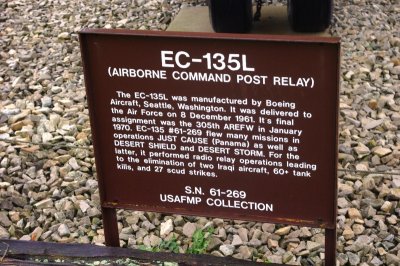 EC-135L
(AIRBORNE COMMAND POST RELAY)
The EC-135L was manufactured by Boeing
Aircraft, Seattle, Washington. It was delivered to
the Air Force on 8 December 1961. It's final
assignment was the 305th AREFW in January
1970. EC-135 #61-269 flew many missions in
operations JUST CAUSE (Panama) as well as
DESERT SHIELD and DESERT STORM. For the
latter, it performed radio relay operations leading
to the elimination of two Iraqi aircraft, 60+ tank
kills, and 27 scud strikes.
S.N. 61-269
USAFMP COLLECTION